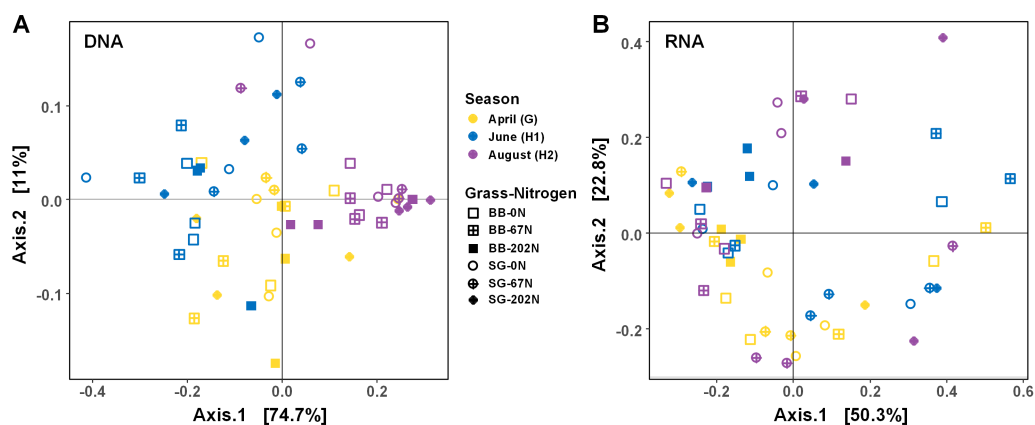 A
DNA
0.1
0.0
-0.1
Axis.2 [11%]
-0.4
-0.2
0.0
0.2
Axis.1 [74.7%]
Season
April (G)
June (H1)
August (H2)
Grass-Nitrogen
BB-0N
BB-67N
BB-202N
SG-0N
SG-67N
SG-202N
B
RNA
0.4
0.2
0.0
-0.2
Axis.2 [22.8%]
-0.2
0.0
0.2
0.4
0.6
Axis.1 [50.3%]